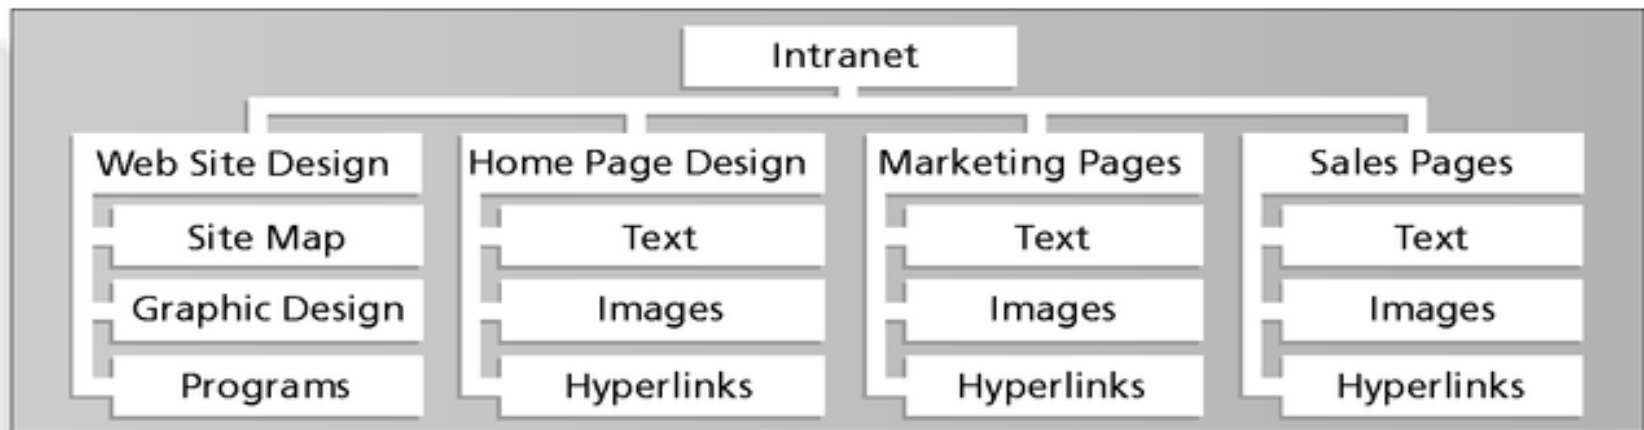 Intranet
Web Site Design
Site Map
Graphic Design
Programs
Home Page Design
Text
Images
Hyperlinks
Marketing Pages
Text
Images
Hyperlinks
Sales Pages
Text
Images
Hyperlinks